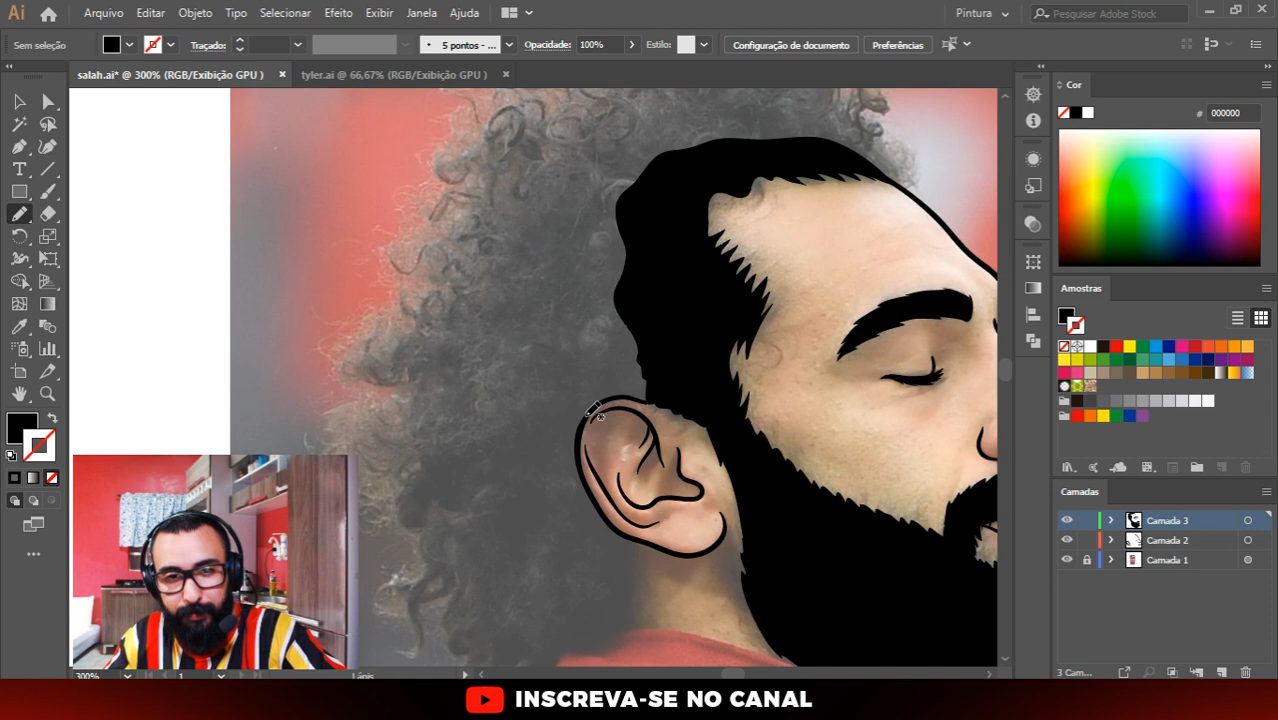 Ai Arquivo Editar Objeto Tipo Selecionar Efeito Exibir Janela Ajuda Pintura Pesquisar Adobe Stock
Sem seleção Traçado: 5 pontos - ... Opacidade: 100% Estilo: Configuração de documento Preferências
salah.ai* @ 300% (RGB/Exibição GPU ) tyler.ai @ 66,67% (RGB/Exibição GPU )
Cor
# 000000
Amostras
Camadas
Camada 3
Camada 2
Camada 1
3 Cam...
300% 1 Lápis
INSCREVA-SE NO CANAL